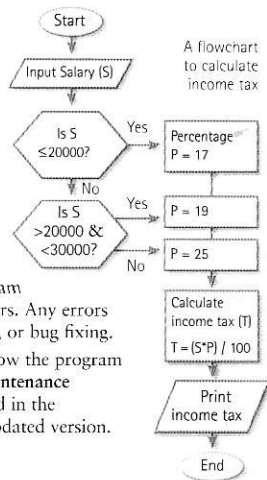 Start
A flowchart
to calculate
income tax
Input Salary (S)
Is S
≤20000?
Yes
No
Percentage
P = 17
Is S
>20000 &
<30000?
Yes
No
P = 19
P = 25
Calculate
income tax (T)
T = (S*P) / 100
Print
income tax
End
am
rs. Any errors
, or bug fixing.
ow the program
ntenance
d in the
pdated version.